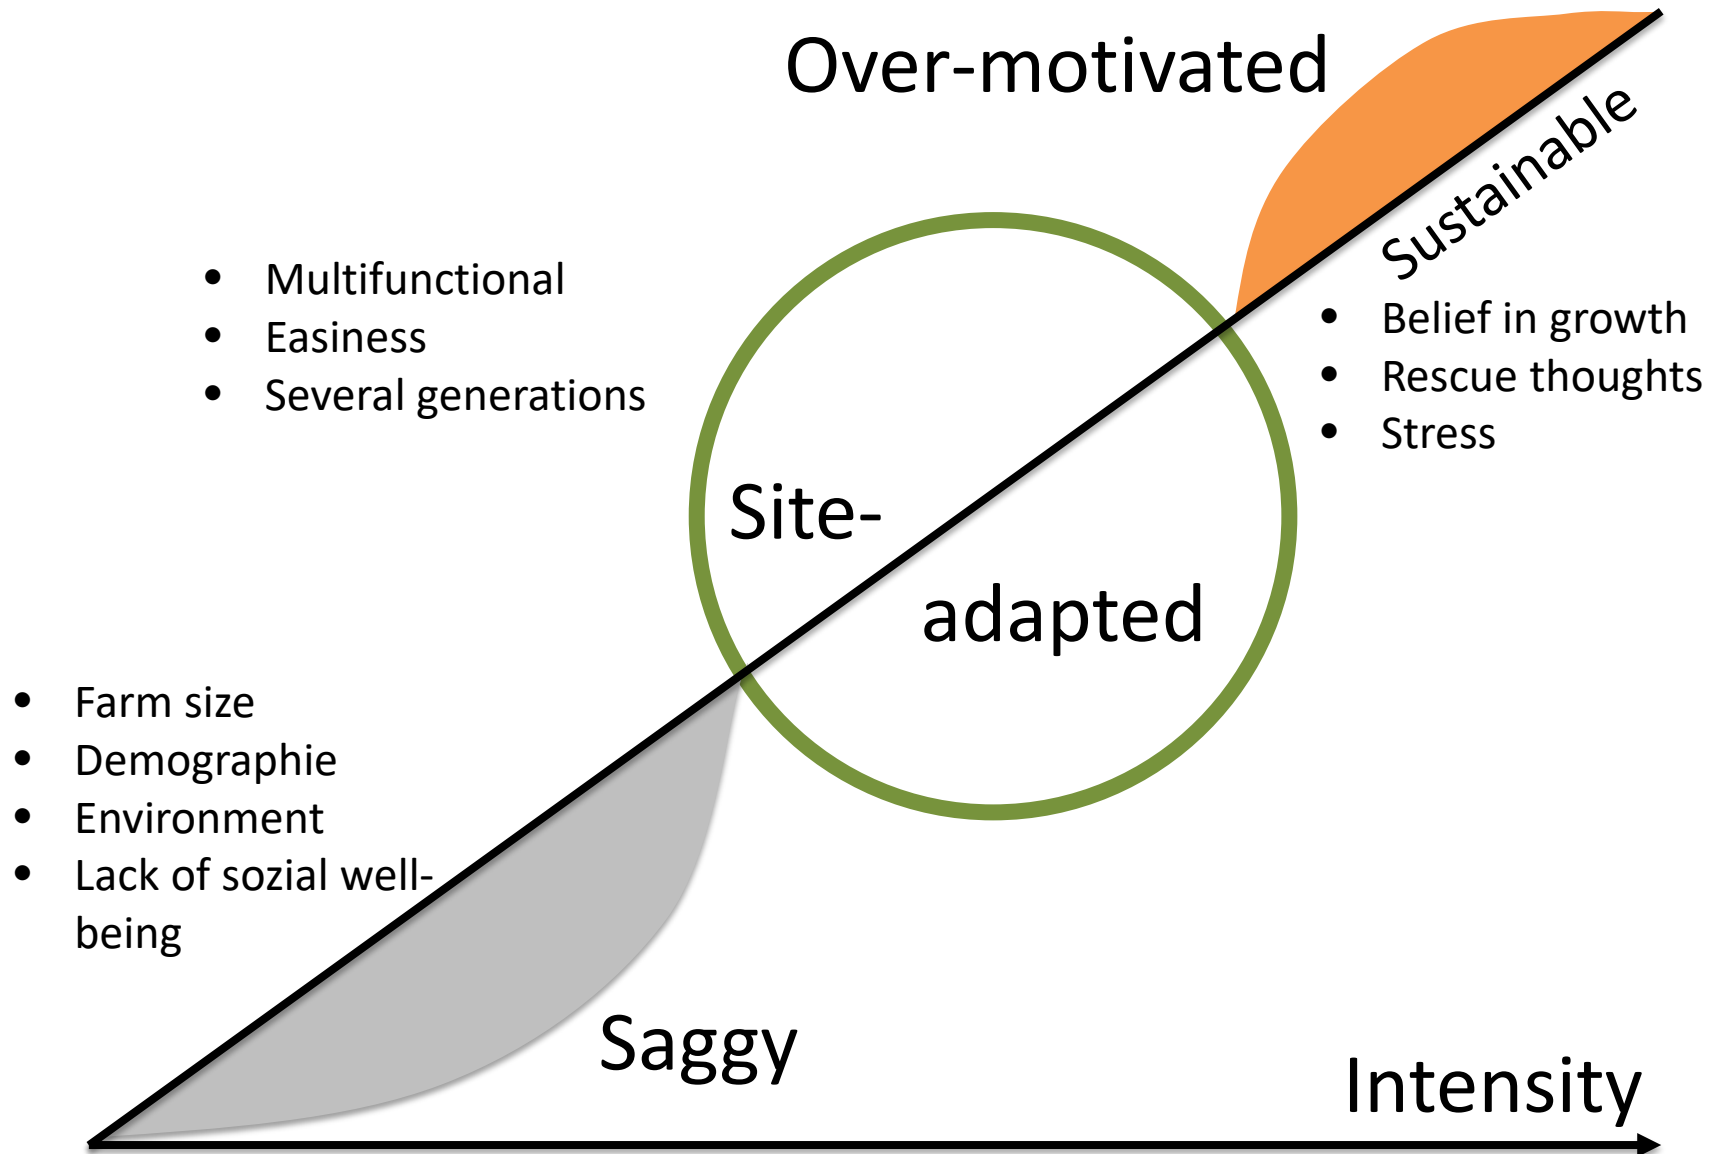 Over-motivated
Sustainable
• Multifunctional
• Easiness
• Several generations
• Belief in growth
• Rescue thoughts
• Stress
Site-
adapted
• Farm size
• Demographie
• Environment
• Lack of sozial well-
being
Saggy
Intensity